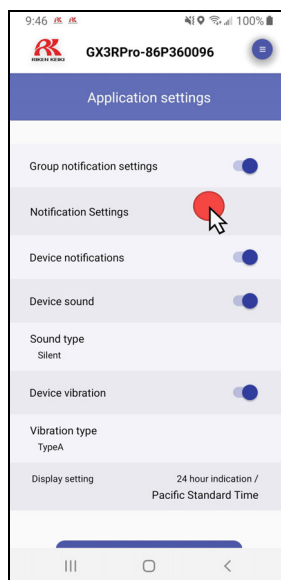 9:46 100%
RIKEN KEIKI
GX3RPro-86P360096
Application settings
Group notification settings
Notification Settings
Device notifications
Device sound
Sound type
Silent
Device vibration
Vibration type
TypeA
Display setting 24 hour indication /
Pacific Standard Time